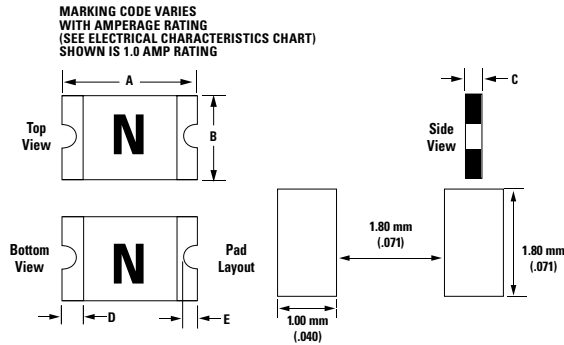 MARKING CODE VARIES
WITH AMPERAGE RATING
(SEE ELECTRICAL CHARACTERISTICS CHART)
SHOWN IS 1.0 AMP RATING
A
C
Top
View
N
B
Side
View
Bottom
View
N
Pad
Layout
1.80 mm
(.071)
1.80 mm
(.071)
D
E
1.00 mm
(.040)